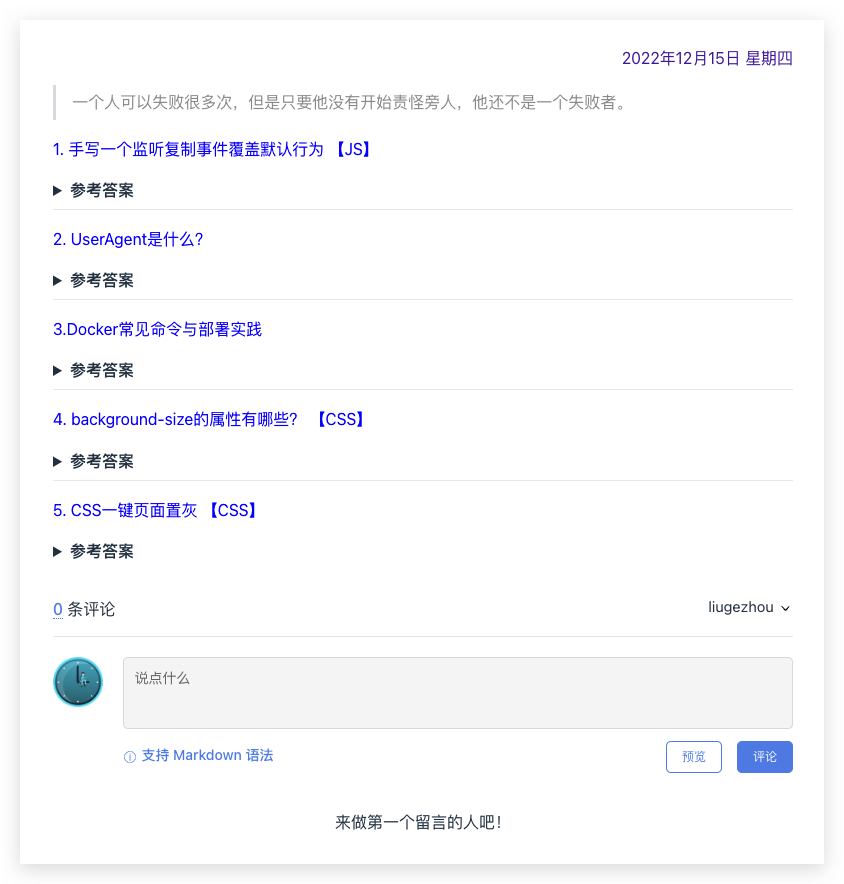 2022年12月15日 星期四
一个人可以失败很多次，但是只要他没有开始责怪旁人，他还不是一个失败者。
1. 手写一个监听复制事件覆盖默认行为 【JS】
参考答案
2. UserAgent是什么?
参考答案
3.Docker常见命令与部署实践
参考答案
4. background-size的属性有哪些? 【CSS】
参考答案
5. CSS一键页面置灰 【CSS】
参考答案
0 条评论
liugezhou
说点什么
支持 Markdown 语法
预览
评论
来做第一个留言的人吧！